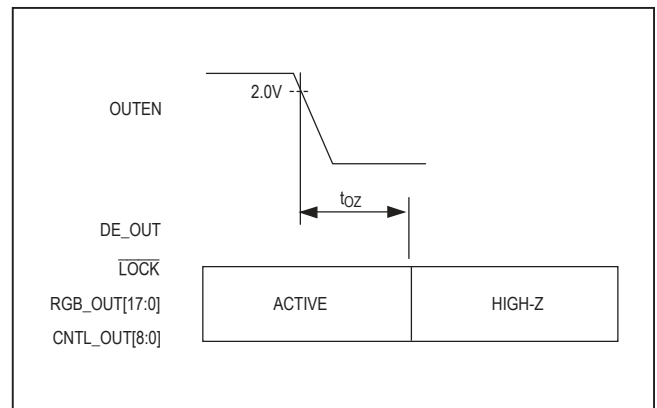 2.0V
OUTEN
tOZ
DE_OUT
LOCK
RGB_OUT[17:0]
ACTIVE
HIGH-Z
CNTL_OUT[8:0]